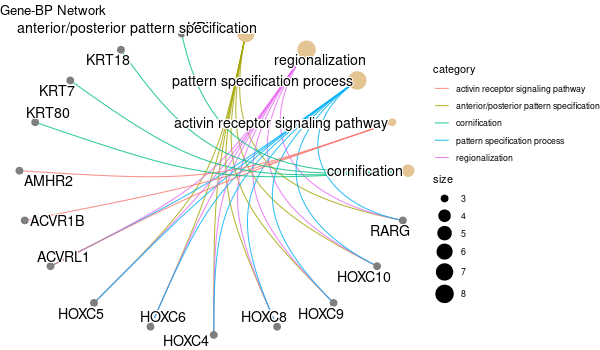 Gene-BP Network
anterior/posterior pattern specification
KRT18
regionalization
KRT7
pattern specification process
KRT80
activin receptor signaling pathway
cornification
AMHR2
ACVR1B
RARG
ACVRL1
HOXC10
HOXC5
HOXC6
HOXC4
HOXC8
HOXC9
category
activin receptor signaling pathway
anterior/posterior pattern specification
cornification
pattern specification process
regionalization
size
3
4
5
6
7
8